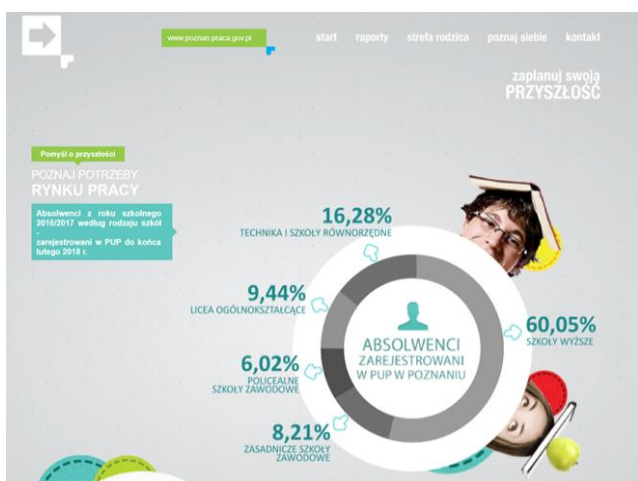 www.poznan.praca.gov.pl
start raporty strefa rodzica poznaj siebie kontakt
zaplanuj swoją
PRZYSZŁOŚĆ
Pomyśl o przyszłości
POZNAJ POTRZEBY
RYNKU PRACY
Absolwenci z roku szkolnego
2016/2017 według rodzaju szkół
-
zarejestrowani w PUP do końca
lutego 2018 r.
16,28%
TECHNIKA I SZKOŁY RÓWNORZĘDNE
9,44%
LICEA OGÓLNOKSZTAŁCĄCE
6,02%
POLICEALNE
SZKOŁY ZAWODOWE
8,21%
ZASADNICZE SZKOŁY
ZAWODOWE
60,05%
SZKOŁY WYŻSZE
ABSOLWENCI
ZAREJESTROWANI
W PUP W POZNANIU